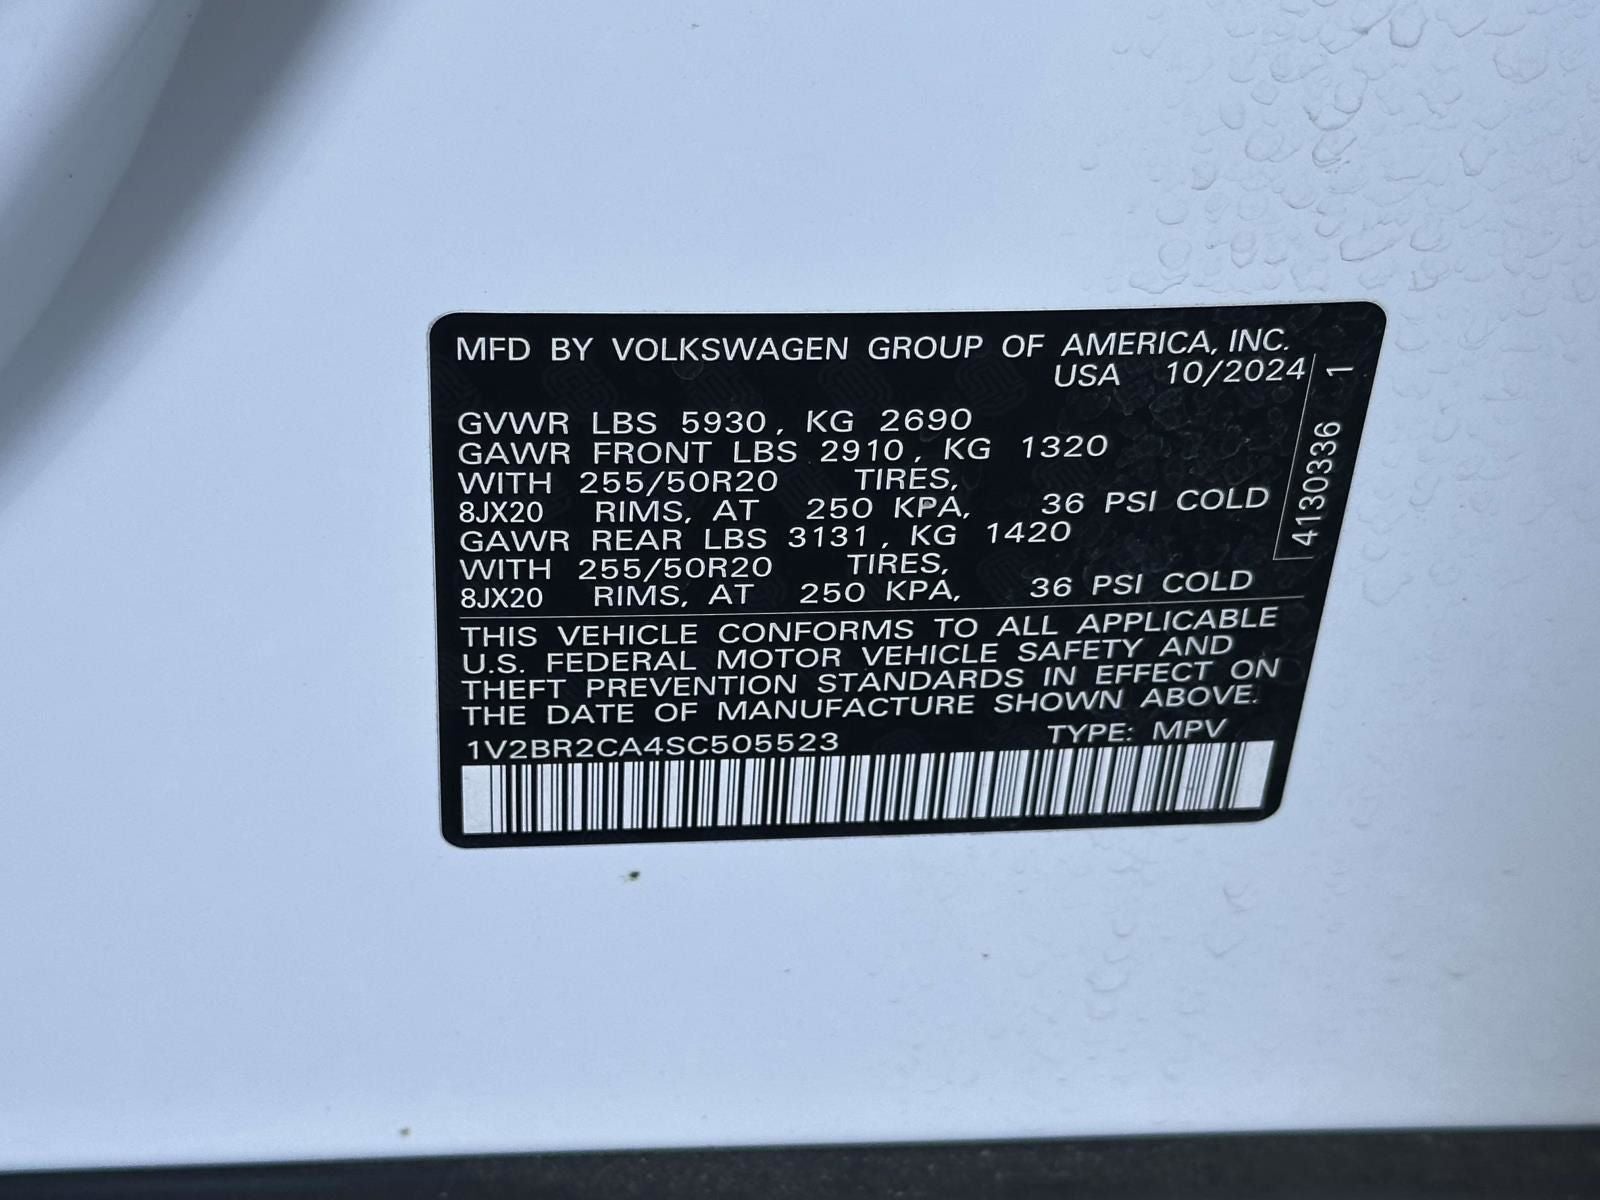 MFD BY VOLKSWAGEN GROUP OF AMERICA, INC.
USA 10/2024
GVWR LBS 5930, KG 2690
GAWR FRONT LBS 2910, KG 1320
WITH 255/50R20 TIRES,
8JX20 RIMS, AT 250 KPA, 36 PSI COLD
GAWR REAR LBS 3131, KG 1420
WITH 255/50R20 TIRES,
8JX20 RIMS, AT 250 KPA, 36 PSI COLD
THIS VEHICLE CONFORMS TO ALL APPLICABLE
U.S. FEDERAL MOTOR VEHICLE SAFETY AND
THEFT PREVENTION STANDARDS IN EFFECT ON
THE DATE OF MANUFACTURE SHOWN ABOVE.
1V2BR2CA4SC505523 TYPE: MPV
4130336 1